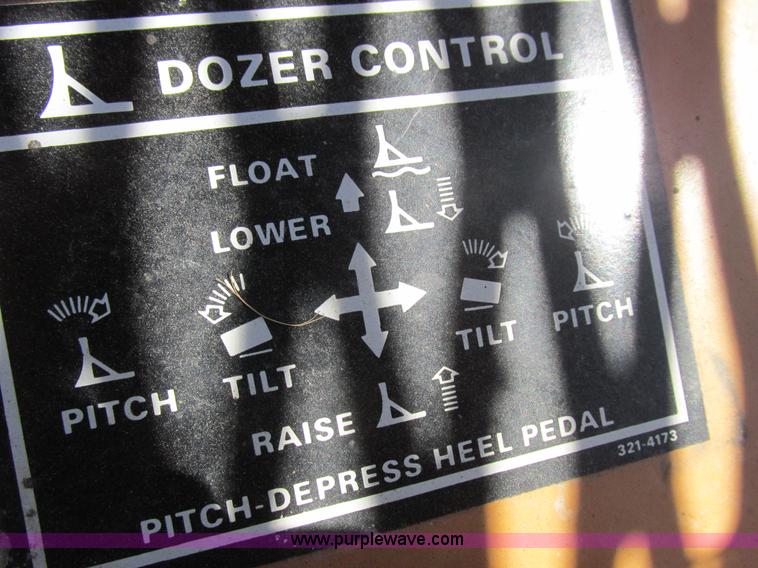 DOZER CONTROL
FLOAT
LOWER
PITCH
TILT
TILT
PITCH
RAISE
PITCH-DEPRESS HEEL PEDAL
321-4173
www.purplewave.com